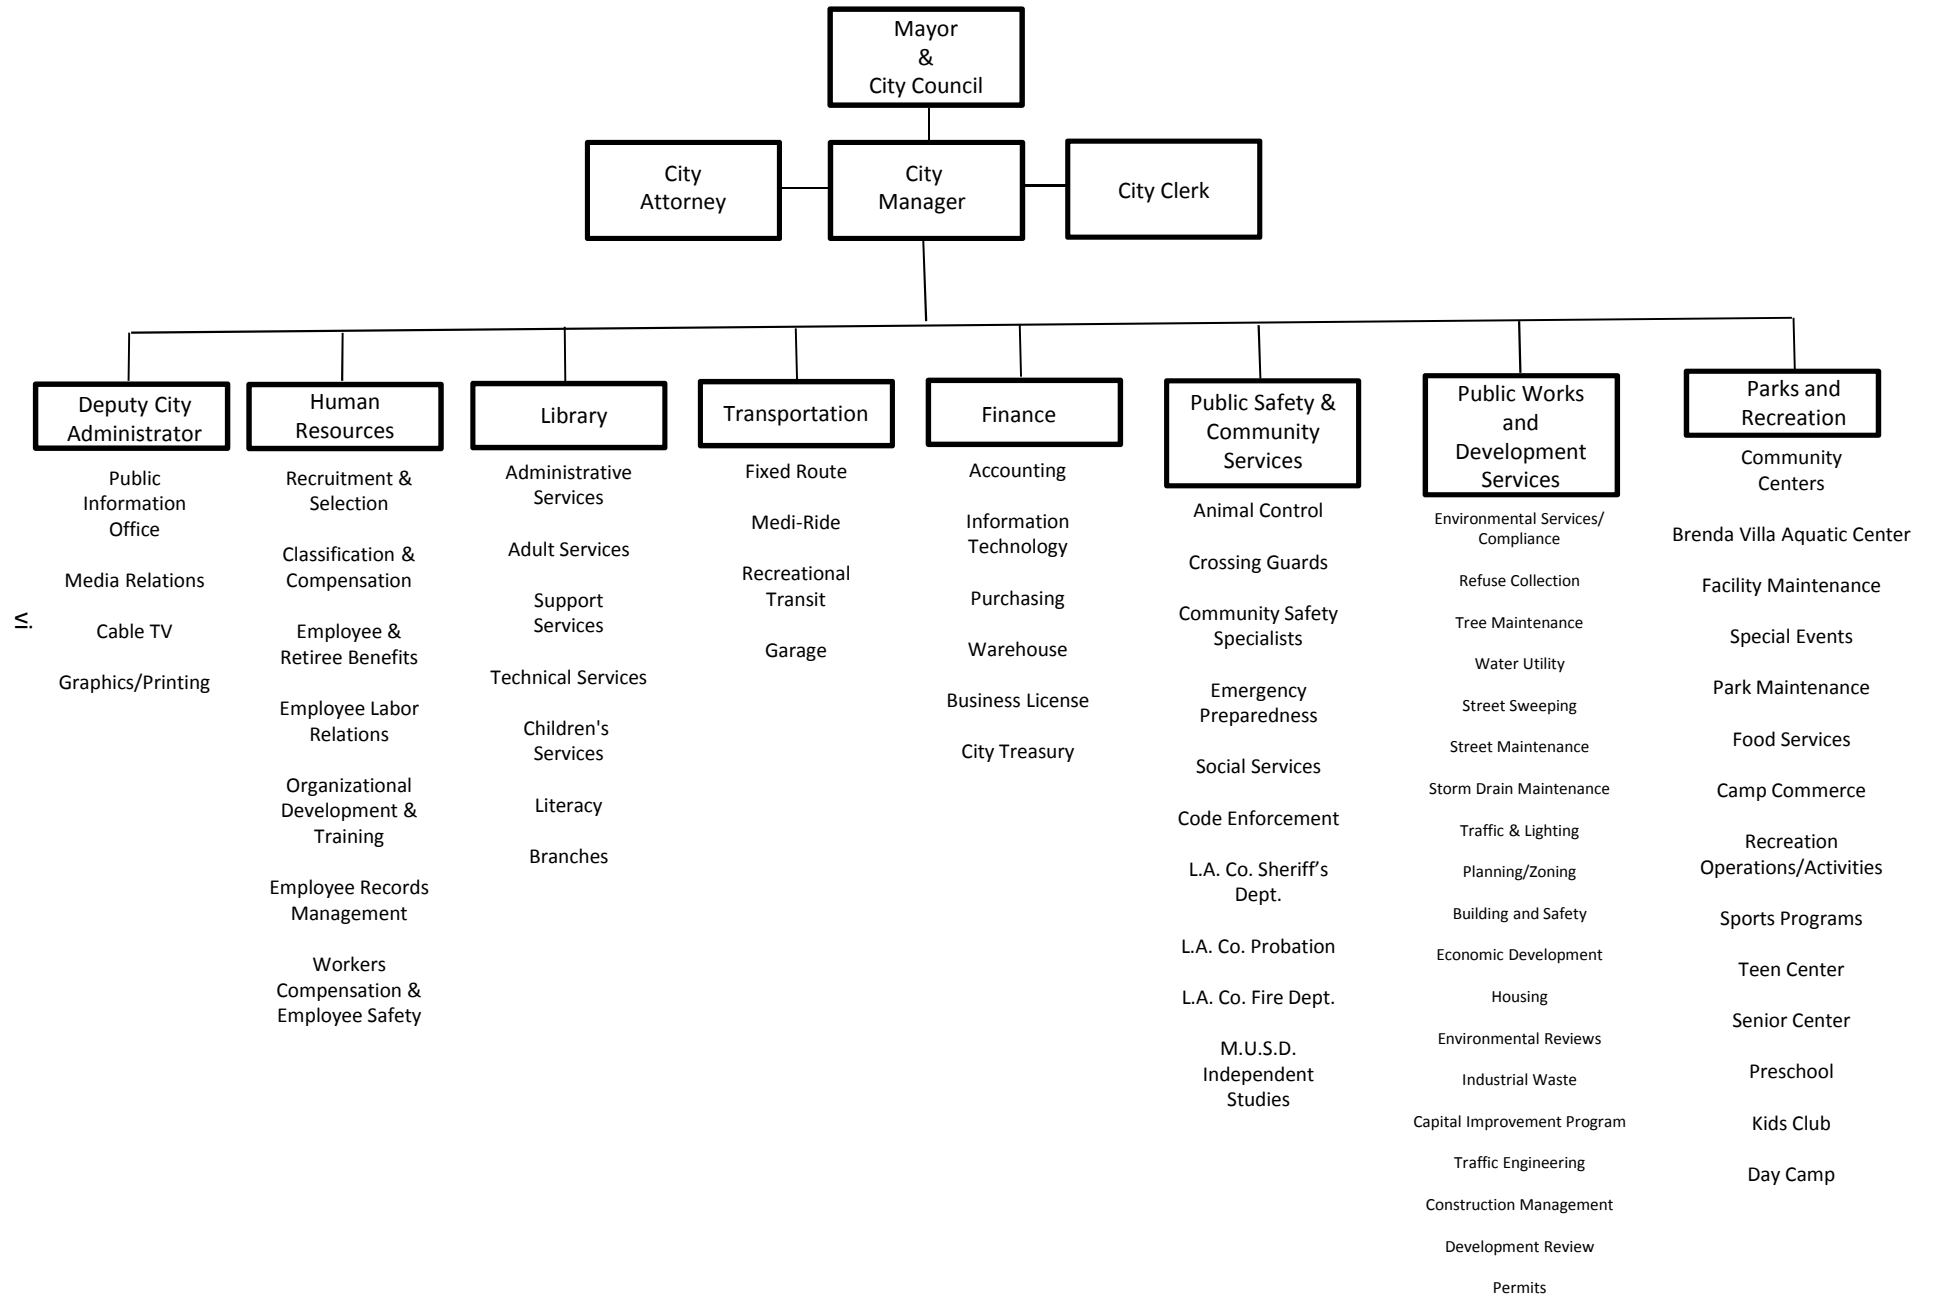 Mayor
&
City Council
City
Attorney
City
Manager
City Clerk
Deputy City
Administrator
Public
Information
Office
Media Relations
Cable TV
Graphics/Printing
Human
Resources
Recruitment &
Selection
Classification &
Compensation
Employee &
Retiree Benefits
Employee Labor
Relations
Organizational
Development &
Training
Employee Records
Management
Workers
Compensation &
Employee Safety
Library
Administrative
Services
Adult Services
Support
Services
Technical Services
Children's
Services
Literacy
Branches
Transportation
Fixed Route
Medi-Ride
Recreational
Transit
Garage
Finance
Accounting
Information
Technology
Purchasing
Warehouse
Business License
City Treasury
Public Safety &
Community
Services
Animal Control
Crossing Guards
Community Safety
Specialists
Emergency
Preparedness
Social Services
Code Enforcement
L.A. Co. Sheriff’s
Dept.
L.A. Co. Probation
L.A. Co. Fire Dept.
M.U.S.D.
Independent
Studies
Public Works
and
Development
Services
Environmental Services/
Compliance
Refuse Collection
Tree Maintenance
Water Utility
Street Sweeping
Street Maintenance
Storm Drain Maintenance
Traffic & Lighting
Planning/Zoning
Building and Safety
Economic Development
Housing
Environmental Reviews
Industrial Waste
Capital Improvement Program
Traffic Engineering
Construction Management
Development Review
Permits
Parks and
Recreation
Community
Centers
Brenda Villa Aquatic Center
Facility Maintenance
Special Events
Park Maintenance
Food Services
Camp Commerce
Recreation
Operations/Activities
Sports Programs
Teen Center
Senior Center
Preschool
Kids Club
Day Camp